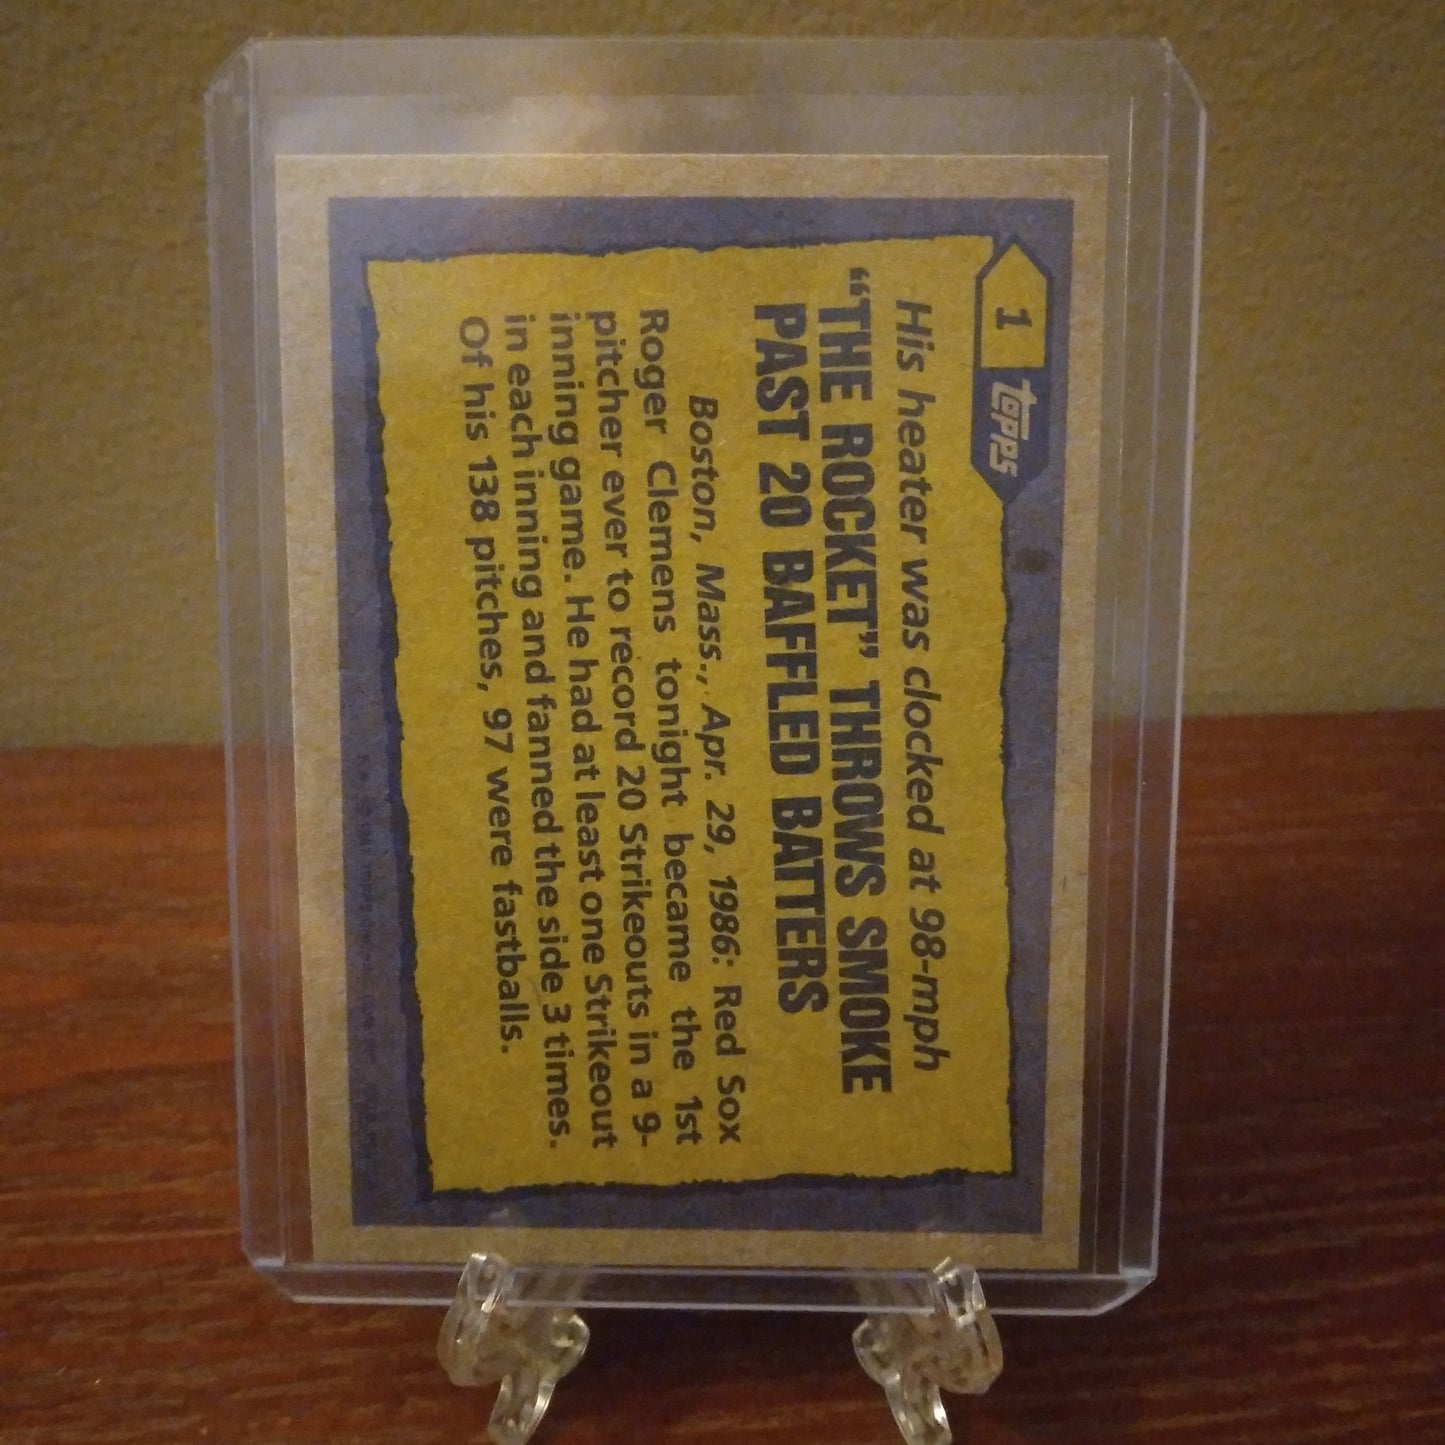 1
topps
His heater was clocked at 98-mph
"THE ROCKET" THROWS SMOKE
PAST 20 BAFFLED BATTERS
Boston, Mass., Apr. 29, 1986: Red Sox
Roger Clemens tonight became the 1st
pitcher ever to record 20 Strikeouts in a 9-
inning game. He had at least one Strikeout
in each inning and fanned the side 3 times.
Of his 138 pitches, 97 were fastballs.